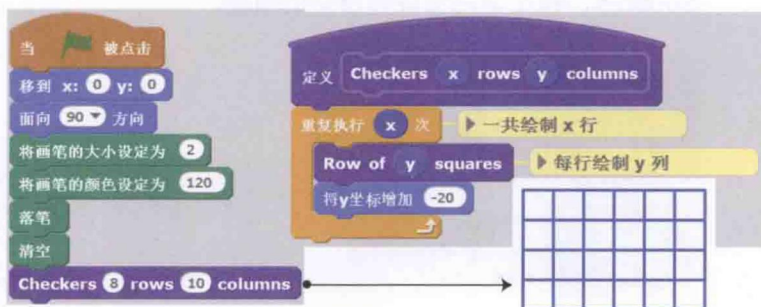 当 被点击
移到 x: 0 y: 0
面向 90 方向
将画笔的大小设定为 2
将画笔的颜色设定为 120
落笔
清空
Checkers 8 rows 10 columns
定义 Checkers x rows y columns
重复执行 x 次
一共绘制 x 行
Row of y squares
每行绘制 y 列
将y坐标增加 -20